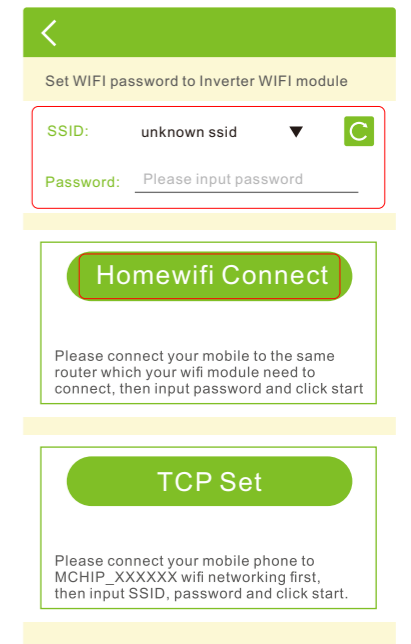 Set WIFI password to Inverter WIFI module
SSID: unknown ssid
Password: Please input password
Homewifi Connect
Please connect your mobile to the same
router which your wifi module need to
connect, then input password and click start
TCP Set
Please connect your mobile phone to
MCHIP_XXXXXX wifi networking first,
then input SSID, password and click start.